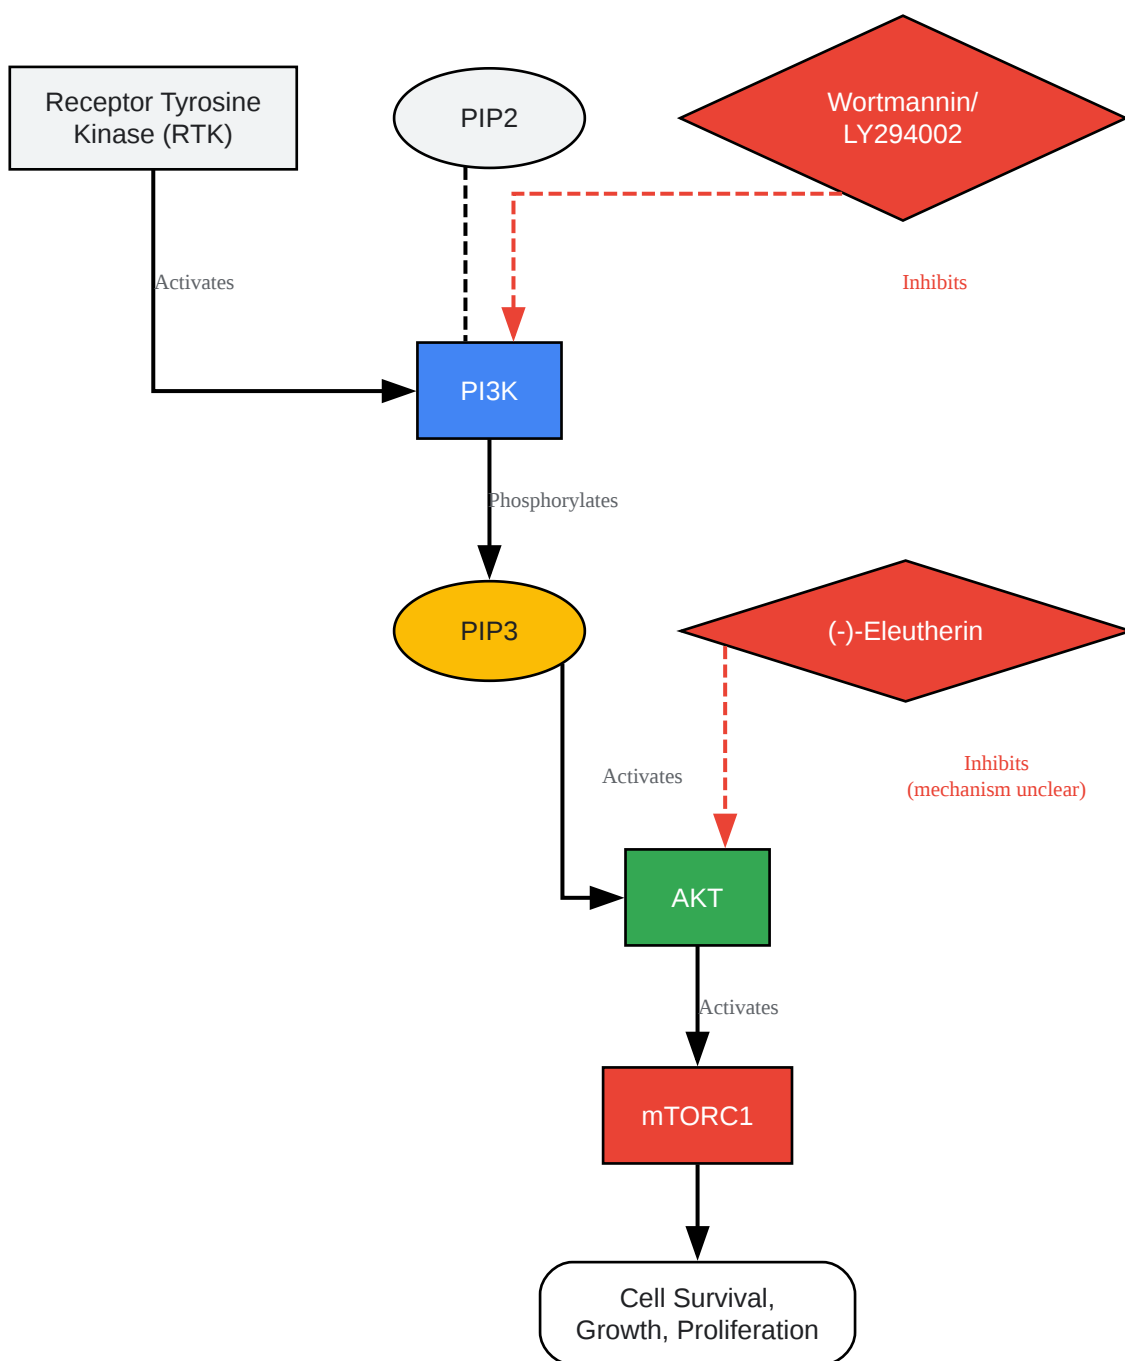 Receptor Tyrosine
Kinase (RTK)
PIP2
Wortmannin/
LY294002
Activates
Inhibits
PI3K
Phosphorylates
PIP3
(-)-Eleutherin
Activates
Inhibits
(mechanism unclear)
AKT
Activates
mTORC1
Cell Survival,
Growth, Proliferation